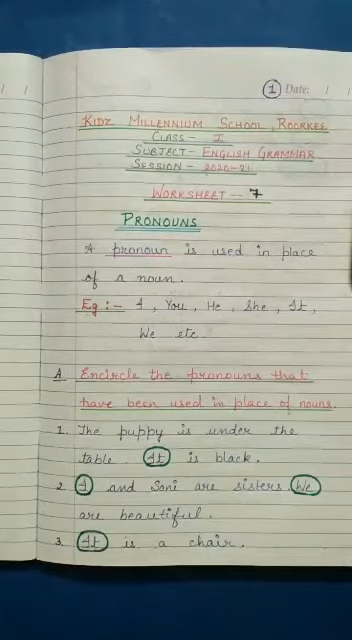 1 Date: / /
KIDZ MILLENNIUM SCHOOL, ROORKEE
CLASS - I
SUBJECT - ENGLISH GRAMMAR
SESSION - 2020-21
WORKSHEET - 7
PRONOUNS
A pronoun is used in place
of a noun.
Eg :- I, You, He, She, It,
We etc.
A Encircle the pronouns that
have been used in place of nouns.
1. The puppy is under the
table. It is black.
2. I and Soni are sisters. We
are beautiful.
3. It is a chair.